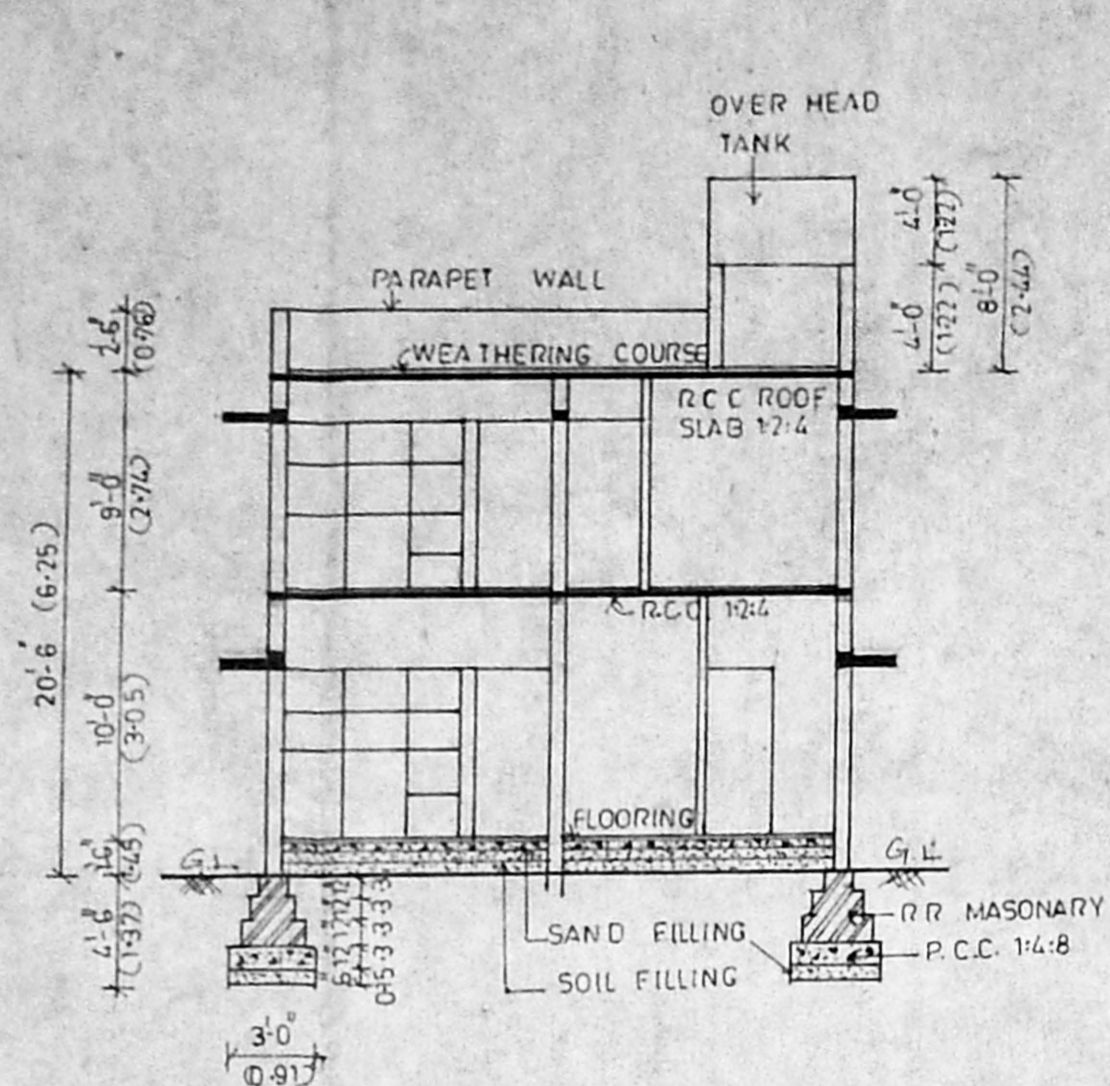 OVER HEAD
TANK
PARAPET WALL
WEATHERING COURSE
R C C ROOF
SLAB 1:2:4
R.C.C. 1:2:4
FLOORING
G.L.
G.L.
SAND FILLING
SOIL FILLING
RR MASONARY
P.C.C. 1:4:8
2'-6"
(0.76)
9'-0"
(2.74)
10'-0"
(3.05)
1'-6"
(.45)
4'-6"
(1.37)
20'-6" (6.25)
4'-0"
(1.22)
4'-0"
(1.22)
8'-0"
(2.44)
3'-0"
(0.91)